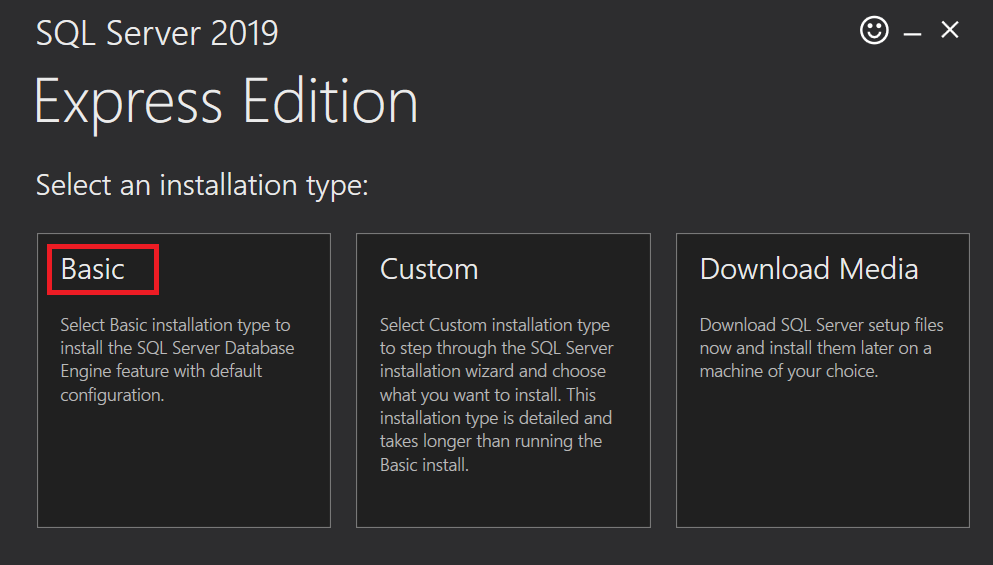 SQL Server 2019
Express Edition
Select an installation type:
Basic
Select Basic installation type to
install the SQL Server Database
Engine feature with default
configuration.
Custom
Select Custom installation type
to step through the SQL Server
installation wizard and choose
what you want to install. This
installation type is detailed and
takes longer than running the
Basic install.
Download Media
Download SQL Server setup files
now and install them later on a
machine of your choice.